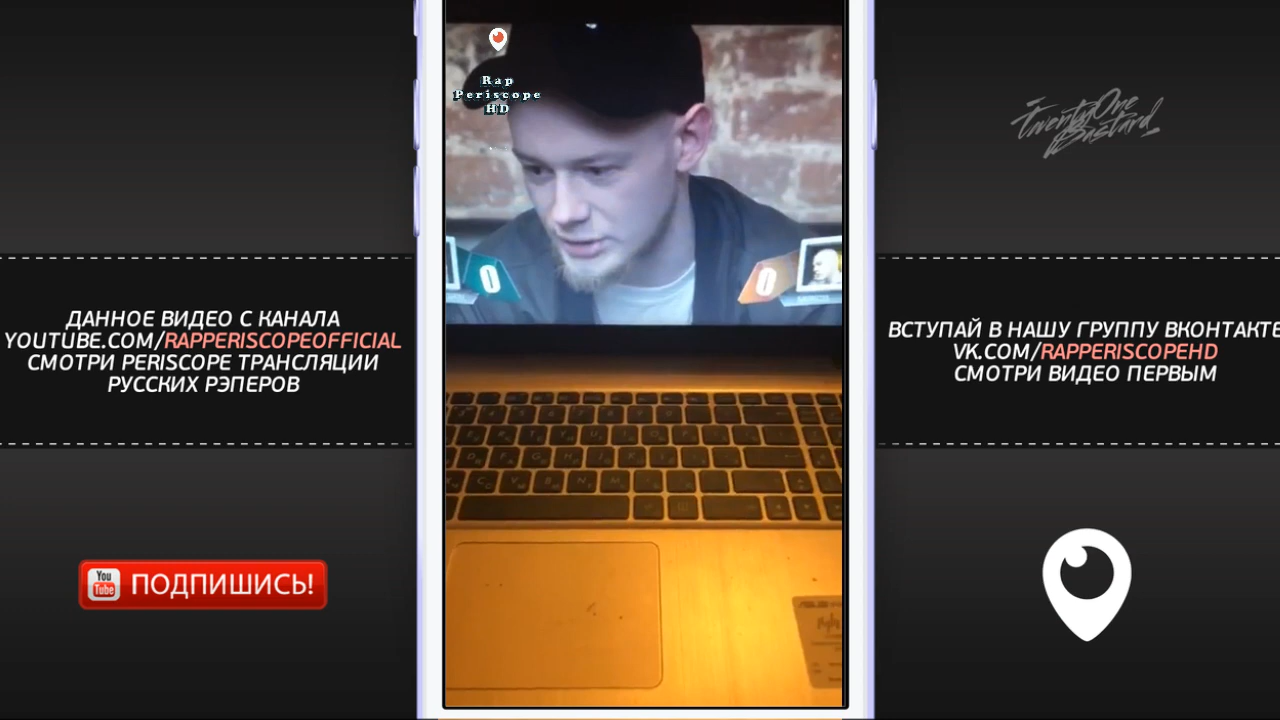 Rap
Periscope
HD
TwentyOne
Bastard
0
0
ДАННОЕ ВИДЕО С КАНАЛА
YOUTUBE.COM/RAPPERISCOPEOFFICIAL
СМОТРИ PERISCOPE ТРАНСЛЯЦИИ
РУССКИХ РЭПЕРОВ
ВСТУПАЙ В НАШУ ГРУППУ ВКОНТАКТЕ
VK.COM/RAPPERISCOPEHD
СМОТРИ ВИДЕО ПЕРВЫМ
You
Tube
ПОДПИШИСЬ!